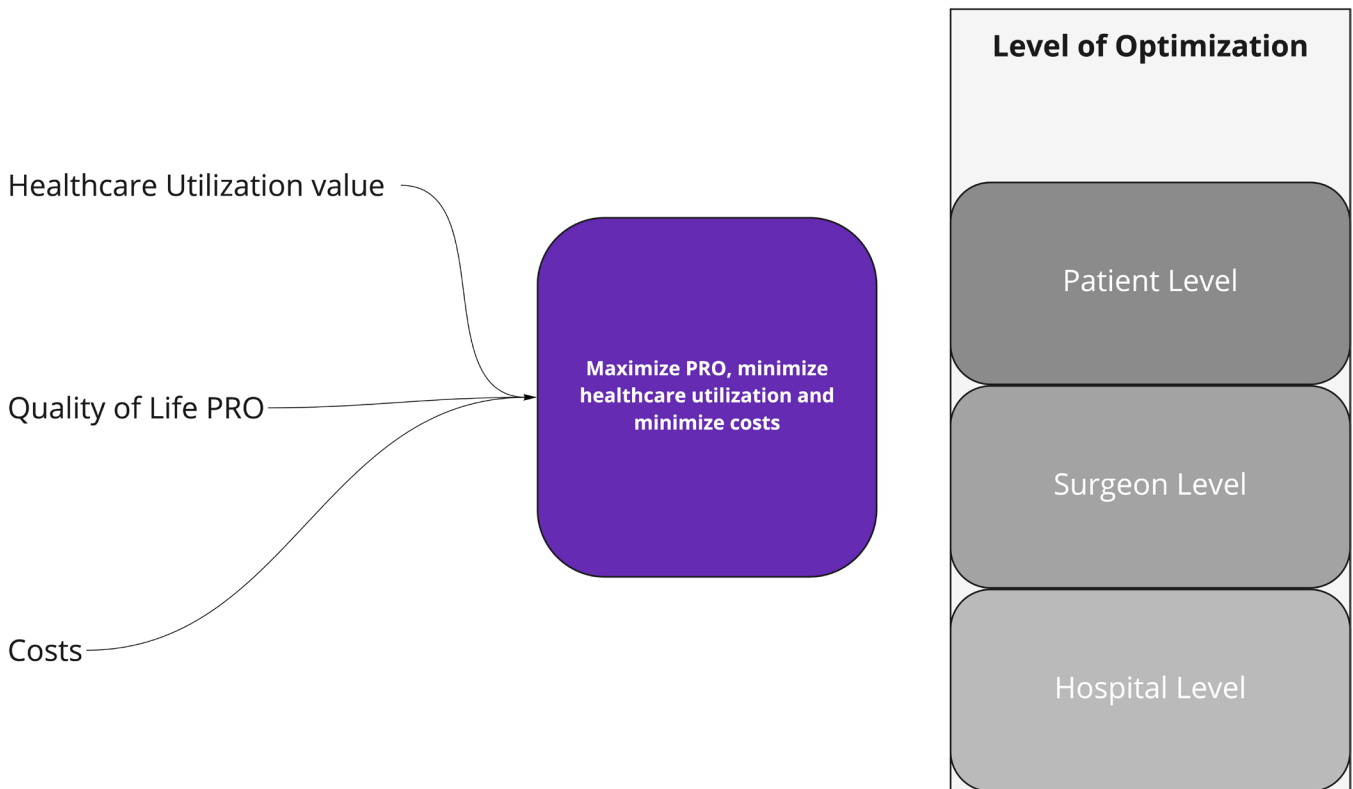 Level of Optimization
Healthcare Utilization value
Patient Level
Maximize PRO, minimize
healthcare utilization and
minimize costs
Quality of Life PRO
Surgeon Level
Costs
Hospital Level